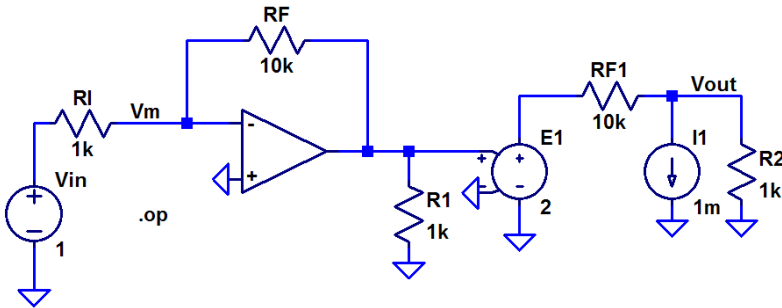 RF
10k
RI
1k
Vm
Vin
1
.op
-
+
R1
1k
E1
+
-
+
-
2
RF1
10k
Vout
I1
1m
R2
1k
+
-